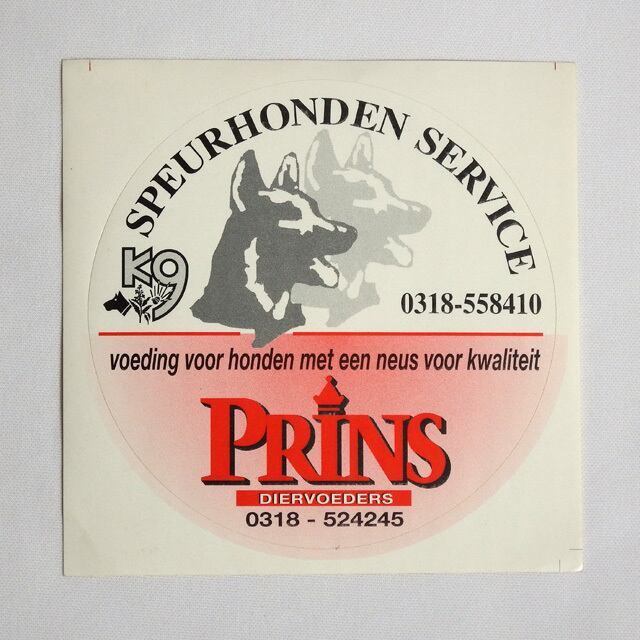 SPEURHONDEN SERVICE
K9
0318-558410
voeding voor honden met een neus voor kwaliteit
PRINS
DIERVOEDERS
0318 - 524245